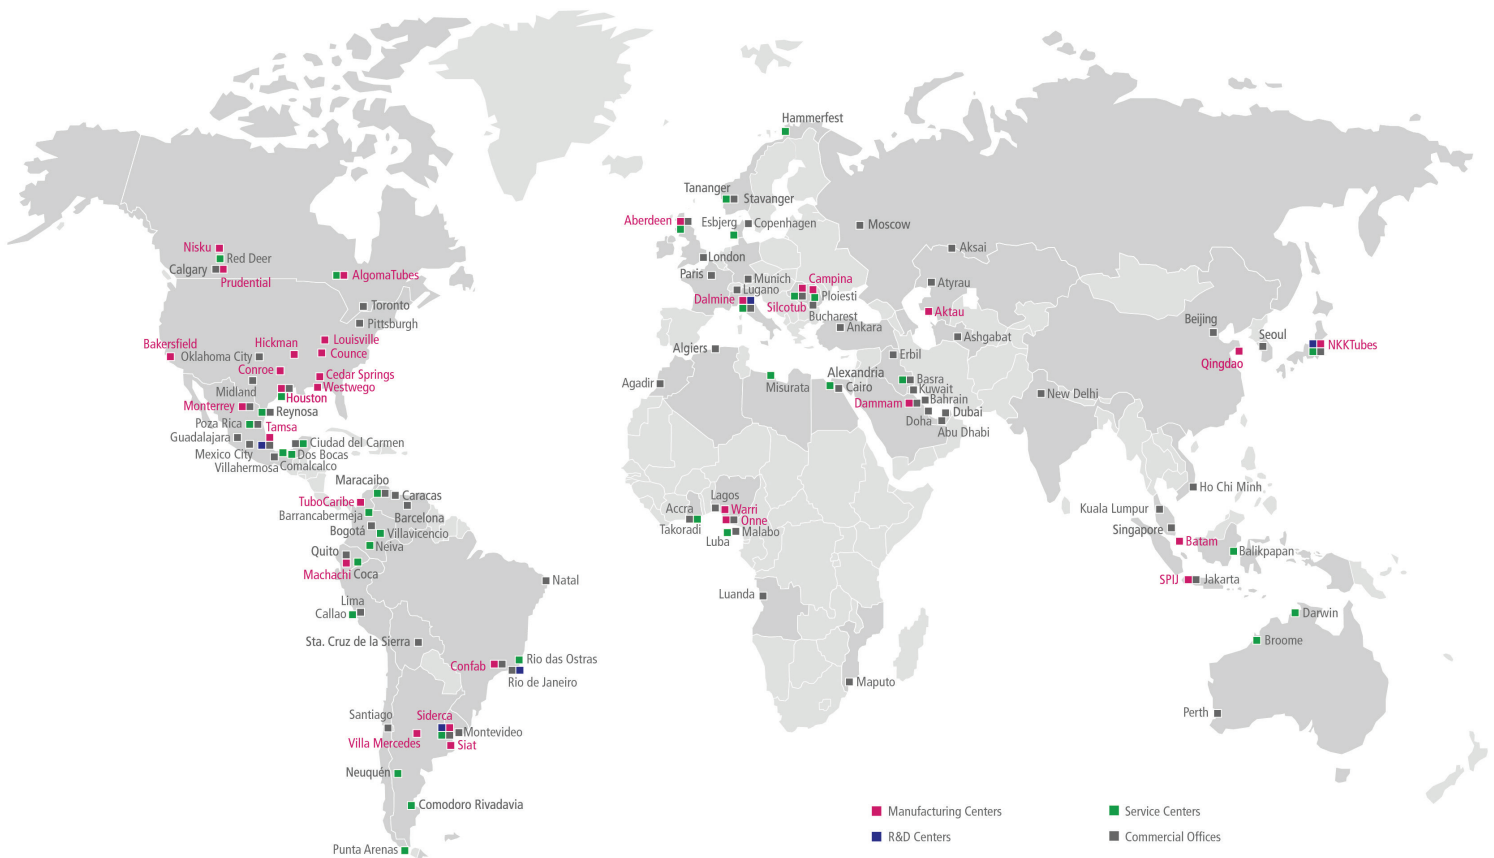 Hammerfest
Tananger
Stavanger
Aberdeen
Esbjerg
Copenhagen
Moscow
Nisku
Red Deer
Calgary
Prudential
AlgomaTubes
London
Aksai
Paris
Munich
Campina
Lugano
Atyrau
Dalmine
Ploiesti
Silcotub
Bucharest
Aktau
Toronto
Pittsburgh
Ankara
Beijing
Seoul
Ashgabat
Bakersfield
Hickman
Louisville
Oklahoma City
Counce
Algiers
Erbil
NKKTubes
Qingdao
Conroe
Cedar Springs
Westwego
Midland
Houston
Agadir
Misurata
Alexandria
Cairo
Basra
Kuwait
New Delhi
Monterrey
Reynosa
Dammam
Bahrain
Doha
Dubai
Abu Dhabi
Poza Rica
Tamsa
Guadalajara
Ciudad del Carmen
Mexico City
Dos Bocas
Villahermosa
Comalcalco
Maracaibo
Caracas
TuboCaribe
Barcelona
Barrancabermeja
Bogotá
Villavicencio
Neiva
Quito
Machachi
Coca
Lagos
Accra
Warri
Onne
Takoradi
Luba
Malabo
Ho Chi Minh
Kuala Lumpur
Singapore
Batam
Balikpapan
SPIJ
Jakarta
Natal
Luanda
Lima
Callao
Darwin
Broome
Sta. Cruz de la Sierra
Confab
Rio das Ostras
Rio de Janeiro
Maputo
Perth
Santiago
Siderca
Montevideo
Villa Mercedes
Siat
Neuquén
Comodoro Rivadavia
Punta Arenas
Manufacturing Centers
Service Centers
R&D Centers
Commercial Offices